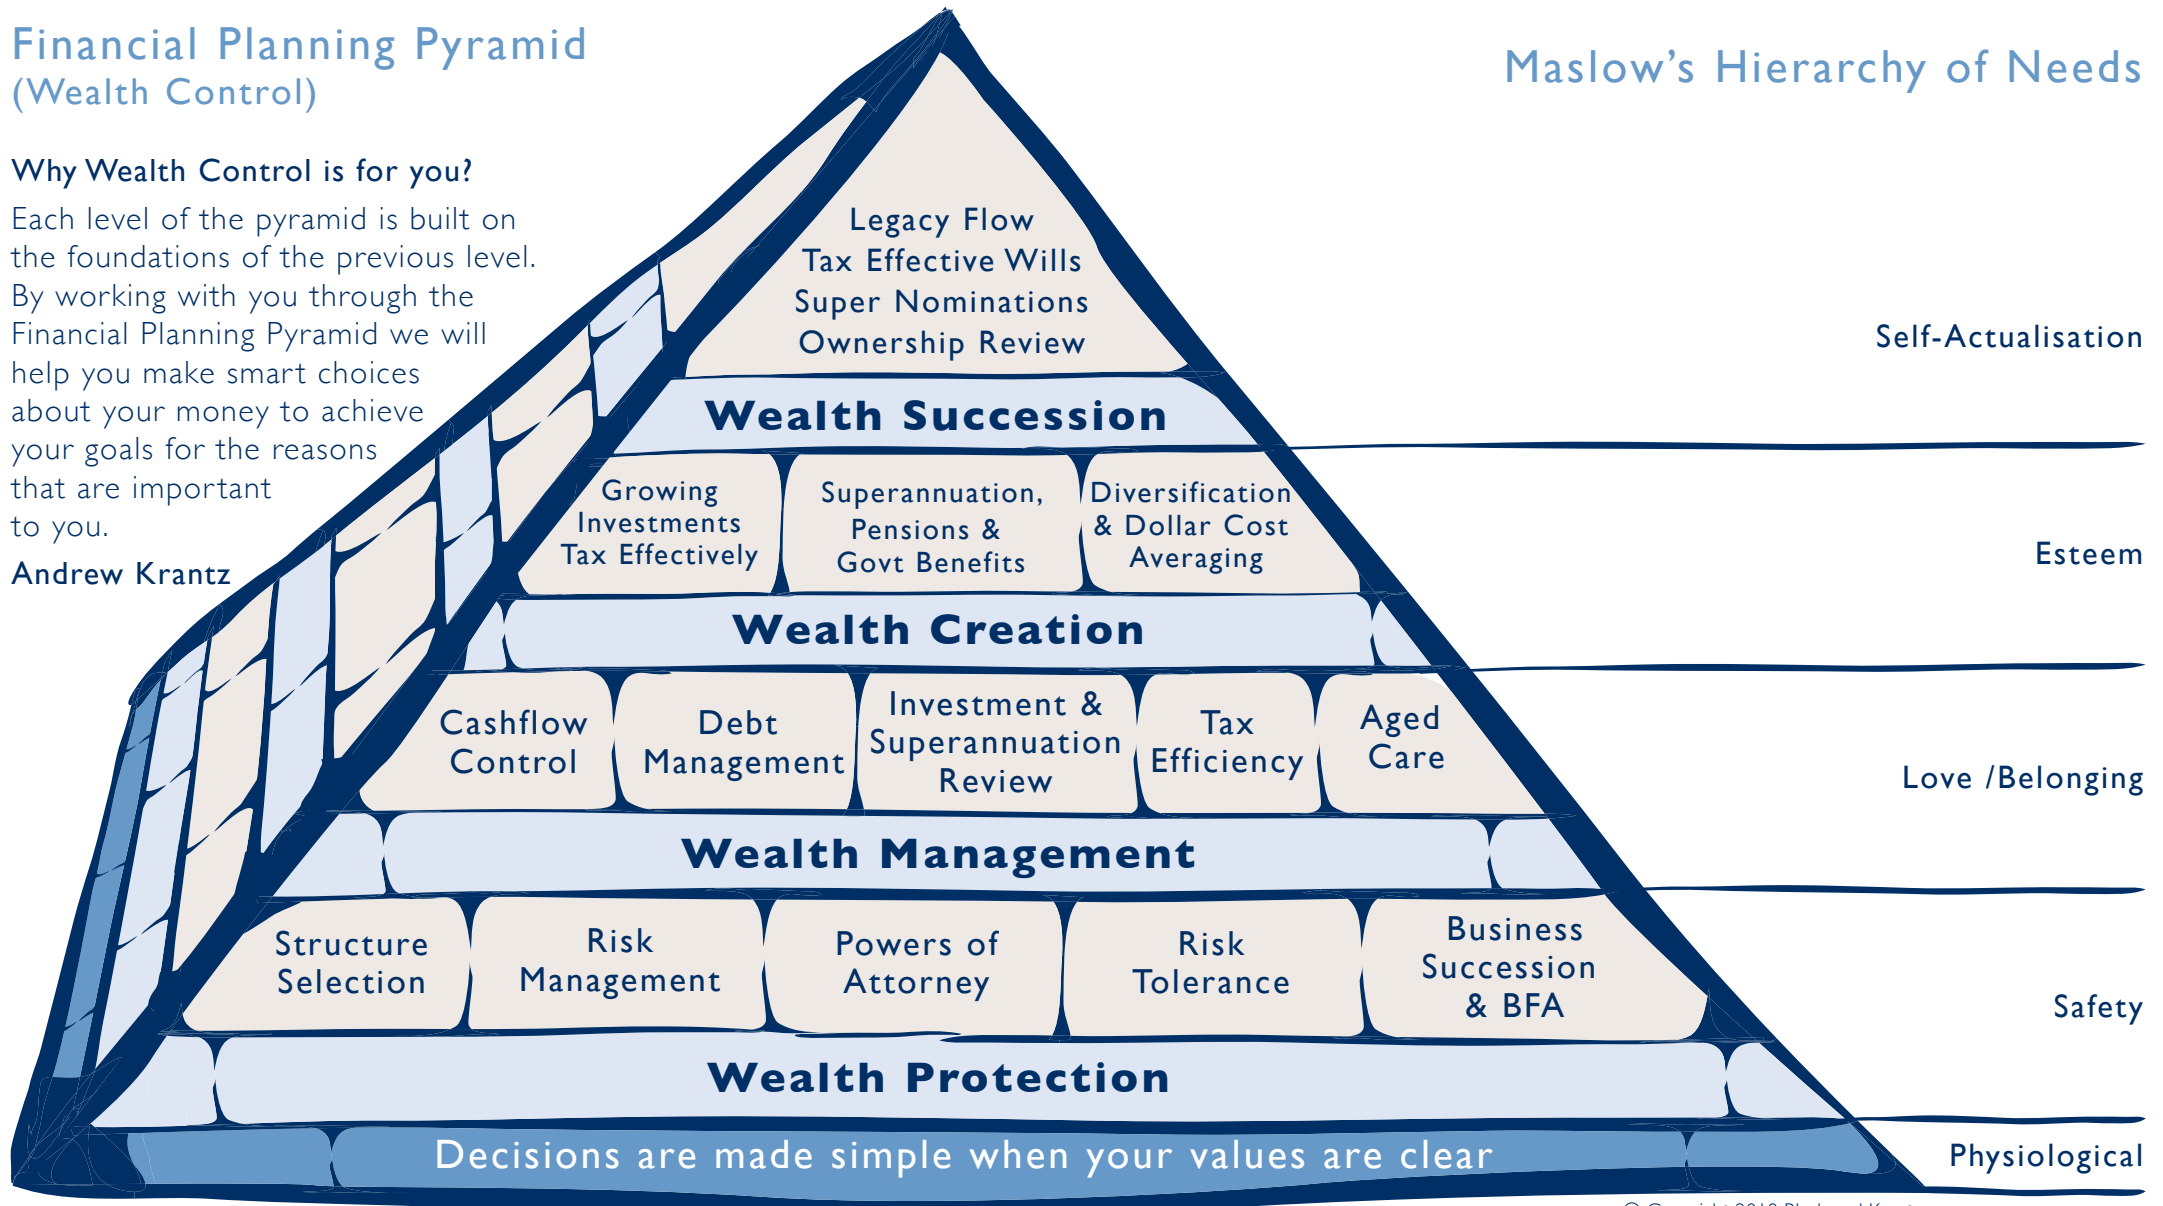 Financial Planning Pyramid
(Wealth Control)
Maslow's Hierarchy of Needs
Why Wealth Control is for you?
Each level of the pyramid is built on
the foundations of the previous level.
By working with you through the
Financial Planning Pyramid we will
help you make smart choices
about your money to achieve
your goals for the reasons
that are important
to you.
Andrew Krantz
Legacy Flow
Tax Effective Wills
Super Nominations
Ownership Review
Self-Actualisation
Wealth Succession
Growing
Investments
Tax Effectively
Superannuation,
Pensions &
Govt Benefits
Diversification
& Dollar Cost
Averaging
Esteem
Wealth Creation
Cashflow
Control
Debt
Management
Investment &
Superannuation
Review
Tax
Efficiency
Aged
Care
Love /Belonging
Wealth Management
Structure
Selection
Risk
Management
Powers of
Attorney
Risk
Tolerance
Business
Succession
& BFA
Safety
Wealth Protection
Decisions are made simple when your values are clear
Physiological